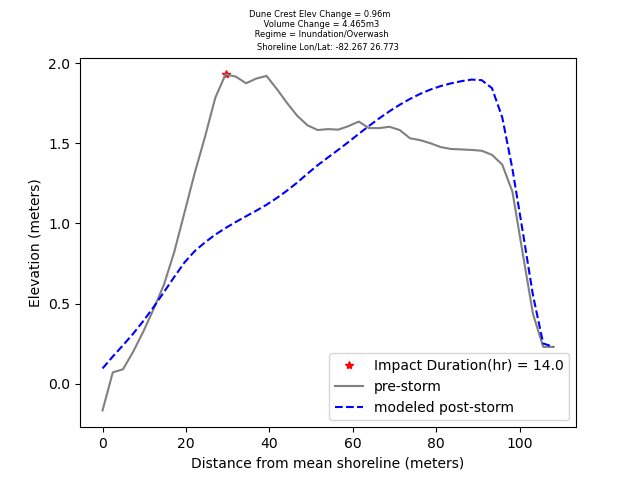 Dune Crest Elev Change = 0.96m
Volume Change = 4.465m3
Regime = Inundation/Overwash
Shoreline Lon/Lat: -82.267 26.773
2.0
1.5
1.0
0.5
0.0
Elevation (meters)
Impact Duration(hr) = 14.0
pre-storm
modeled post-storm
0 20 40 60 80 100
Distance from mean shoreline (meters)